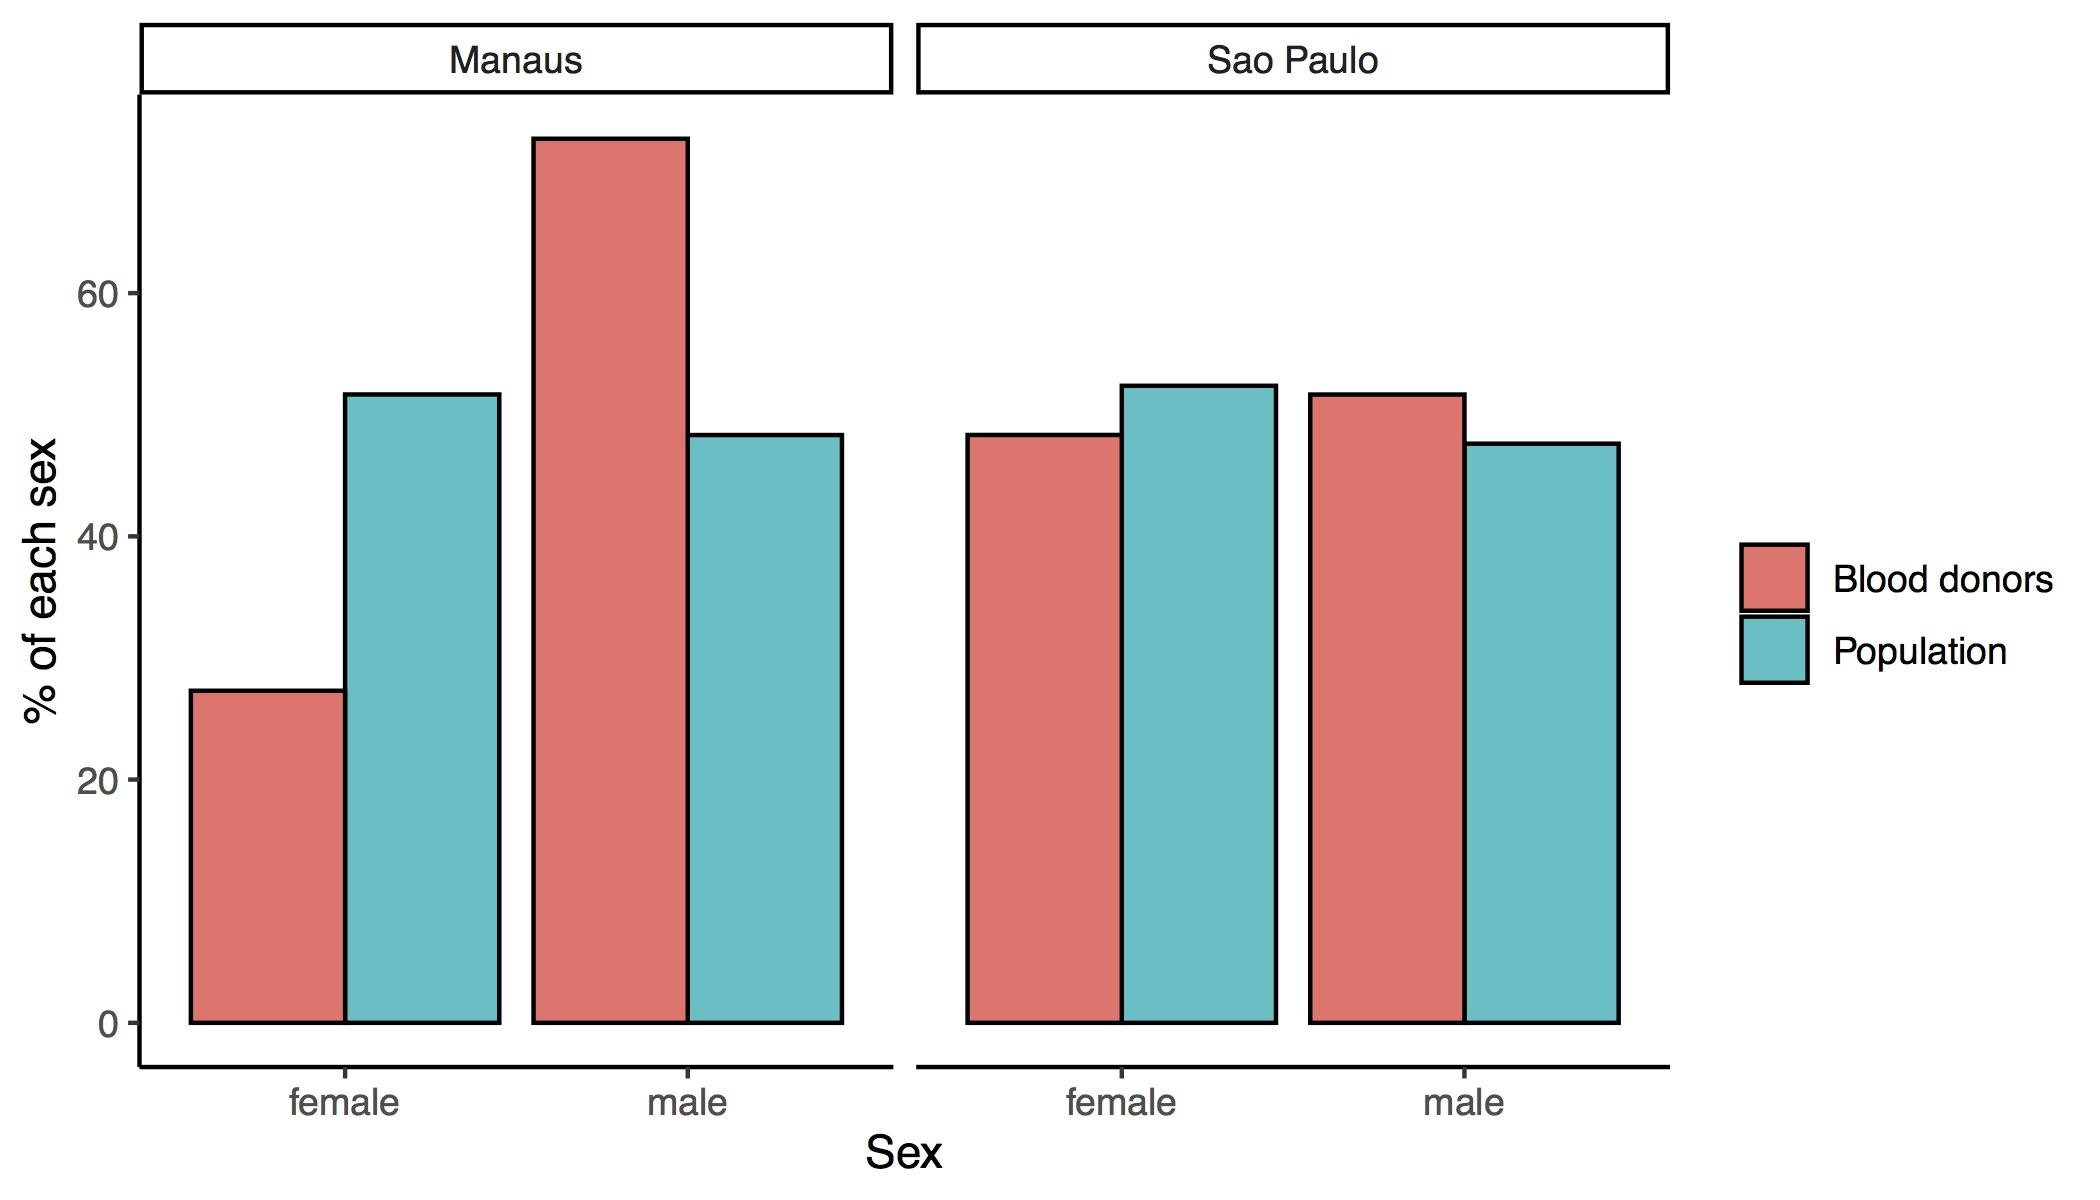 Manaus
Sao Paulo
% of each sex
60
40
20
0
female
male
female
male
Sex
Blood donors
Population